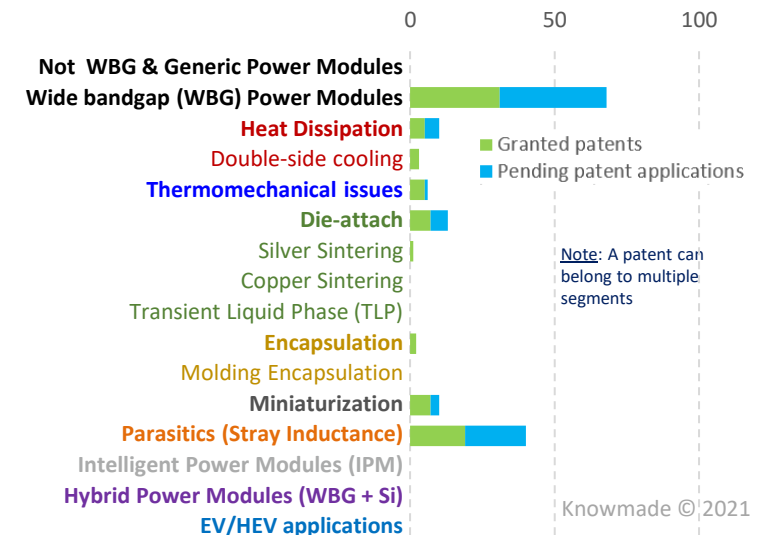 0 50 100
Not WBG & Generic Power Modules
Wide bandgap (WBG) Power Modules
Heat Dissipation
Granted patents
Double-side cooling
Pending patent applications
Thermomechanical issues
Die-attach
Silver Sintering
Note: A patent can
belong to multiple
segments
Copper Sintering
Transient Liquid Phase (TLP)
Encapsulation
Molding Encapsulation
Miniaturization
Parasitics (Stray Inductance)
Intelligent Power Modules (IPM)
Hybrid Power Modules (WBG + Si)
Knowmade © 2021
EV/HEV applications